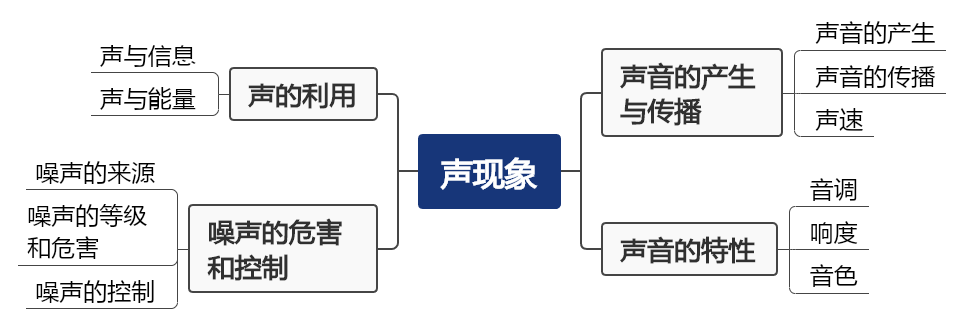 声现象
声音的产生
与传播
声音的产生
声音的传播
声速
声音的特性
音调
响度
音色
声的利用
声与信息
声与能量
噪声的危害
和控制
噪声的来源
噪声的等级
和危害
噪声的控制